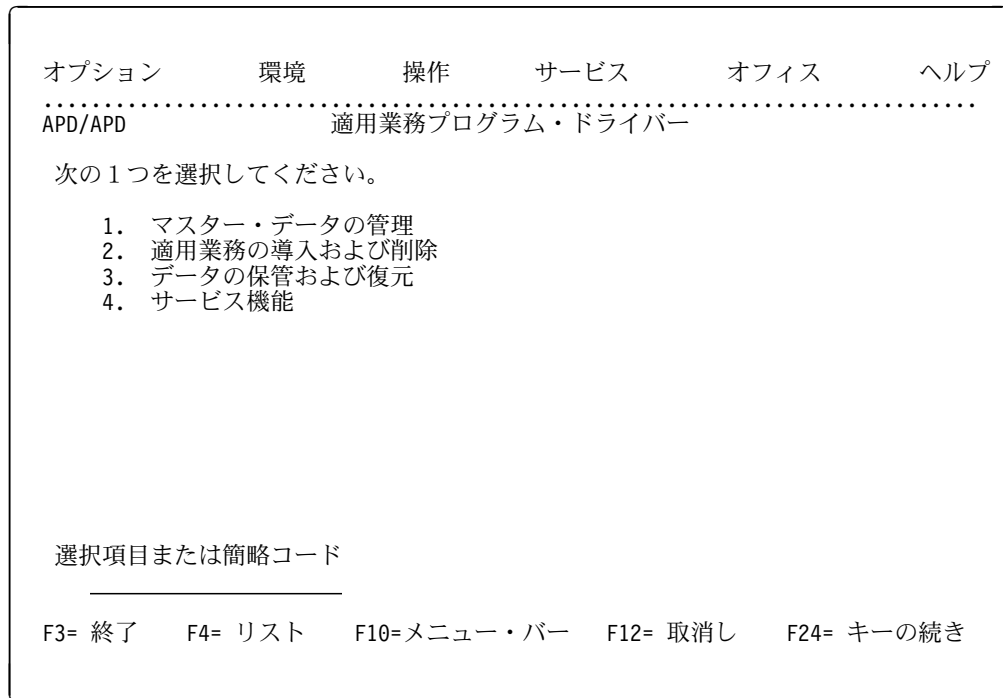 オプション 環境 操作 サービス オフィス ヘルプ
..............................................................................
APD/APD 適用業務プログラム・ドライバー
次の１つを選択してください。
1. マスター・データの管理
2. 適用業務の導入および削除
3. データの保管および復元
4. サービス機能
選択項目または簡略コード
F3= 終了 F4= リスト F10=メニュー・バー F12= 取消し F24= キーの続き